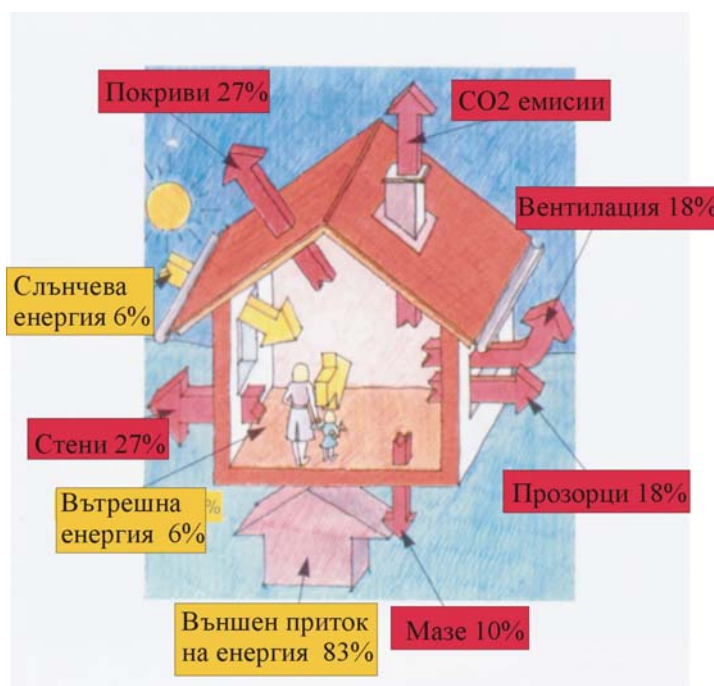 Покриви 27%
CO2 емисии
Вентилация 18%
Слънчева
енергия 6%
Стени 27%
Прозорци 18%
Вътрешна
енергия 6%
%
Външен приток
на енергия 83%
Мазе 10%